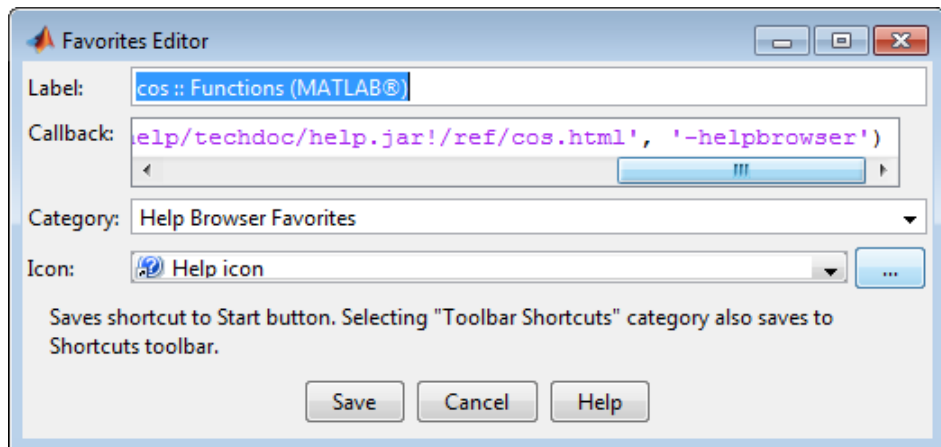 Favorites Editor
Label: cos :: Functions (MATLAB®)
Callback: elp/techdoc/help.jar!/ref/cos.html', '-helpbrowser')
Category: Help Browser Favorites
Icon: Help icon ...
Saves shortcut to Start button. Selecting "Toolbar Shortcuts" category also saves to
Shortcuts toolbar.
Save Cancel Help